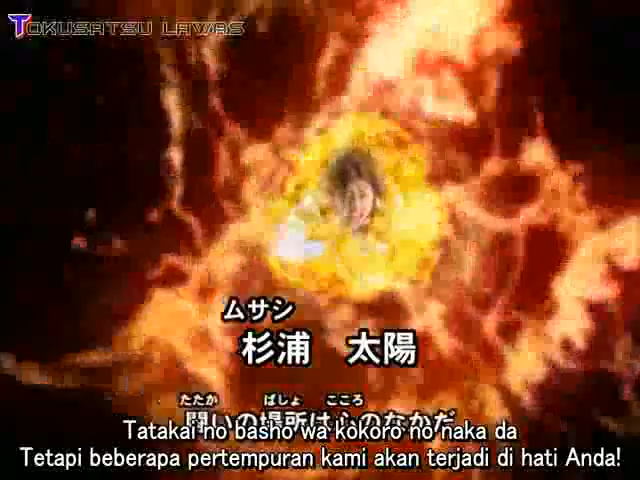 TOKUSATSU LAWAS
ムサシ
杉浦　太陽
たたか　ばしょ　こころ
闘いの場所は心のなかだ
Tatakai no basho wa kokoro no naka da
Tetapi beberapa pertempuran kami akan terjadi di hati Anda!